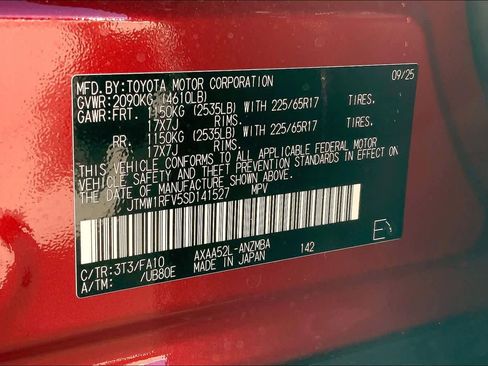 MFD.BY:TOYOTA MOTOR CORPORATION 09/25
GVWR:2090KG (4610LB)
GAWR:FRT. 1150KG (2535LB) WITH 225/65R17 TIRES.
17X7J RIMS.
RR. 1150KG (2535LB) WITH 225/65R17 TIRES.
17X7J RIMS.
THIS VEHICLE CONFORMS TO ALL APPLICABLE FEDERAL MOTOR
VEHICLE SAFETY AND THEFT PREVENTION STANDARDS IN EFFECT ON
THE DATE OF MANUFACTURE SHOWN ABOVE.
JTMW1RFV5SD141527 MPV
C/TR:3T3/FA10 AXAA52L-ANZMBA 142 E
A/TM: /UB80E MADE IN JAPAN